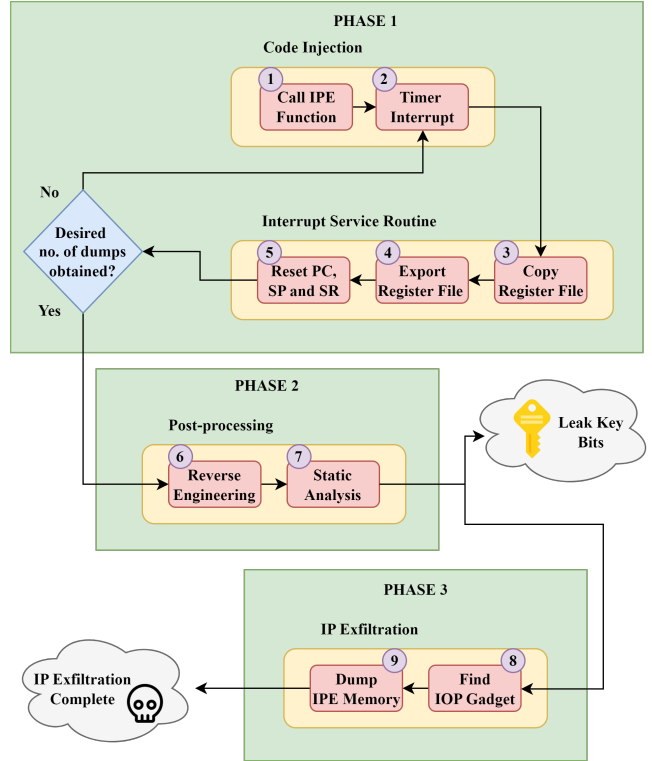 PHASE 1
Code Injection
1
2
Call IPE
Function
Timer
Interrupt
No
Desired
no. of dumps
obtained?
Yes
Interrupt Service Routine
5
4
3
Reset PC,
SP and SR
Export
Register File
Copy
Register File
PHASE 2
Post-processing
6
7
Reverse
Engineering
Static
Analysis
Leak Key
Bits
PHASE 3
IP Exfiltration
9
8
Dump
IPE Memory
Find
IOP Gadget
IP Exfiltration
Complete